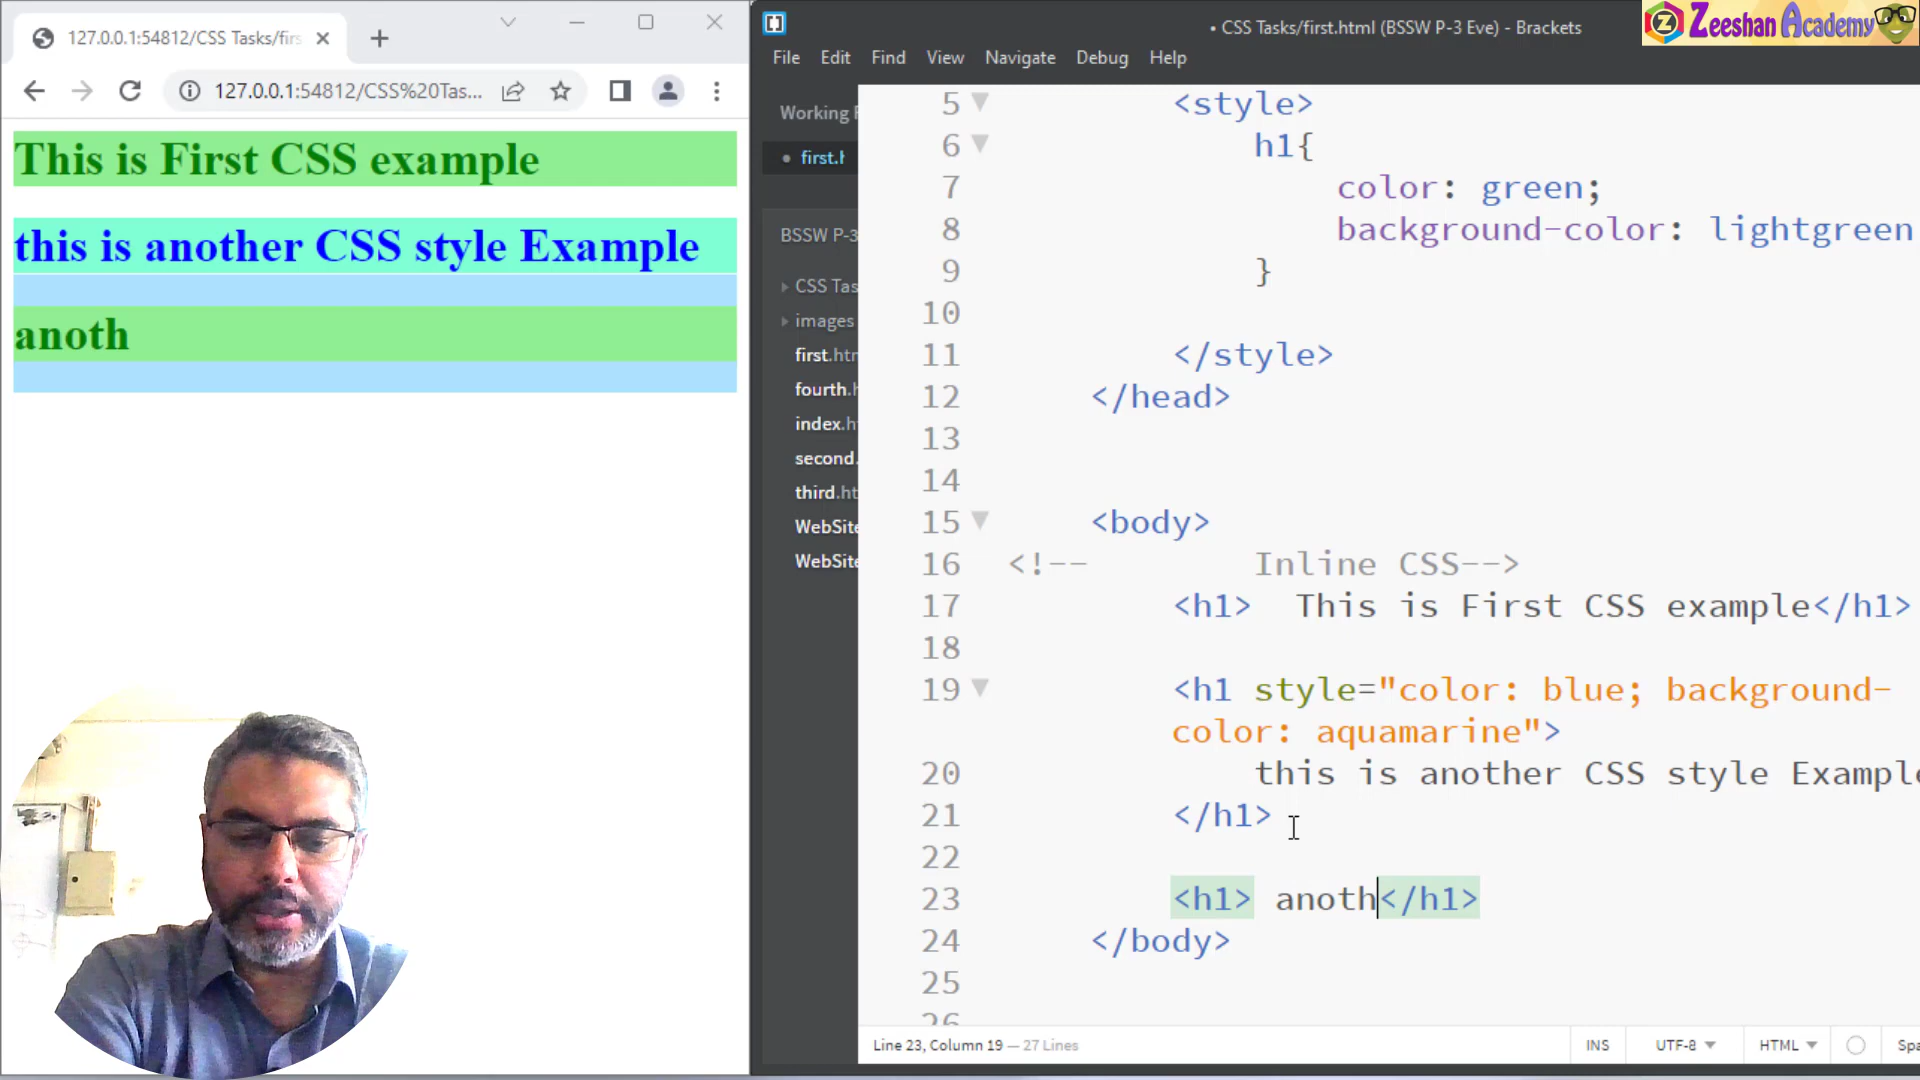 127.0.0.1:54812/CSS Tasks/firs
127.0.0.1:54812/CSS%20Tas...
This is First CSS example
this is another CSS style Example
anoth
• CSS Tasks/first.html (BSSW P-3 Eve) - Brackets
Zeeshan Academy
File Edit Find View Navigate Debug Help
Working F
• first.h
BSSW P-3
CSS Tas
images
first.htm
fourth.h
index.h
second.
third.ht
WebSite
WebSite
5 <style>
6 h1{
7 color: green;
8 background-color: lightgreen
9 }
10
11 </style>
12 </head>
13
14
15 <body>
16 <!-- Inline CSS-->
17 <h1> This is First CSS example</h1>
18
19 <h1 style="color: blue; background-
color: aquamarine">
20 this is another CSS style Example
21 </h1>
22
23 <h1> anoth</h1>
24 </body>
25
26
Line 23, Column 19 — 27 Lines
INS UTF-8 HTML Spa